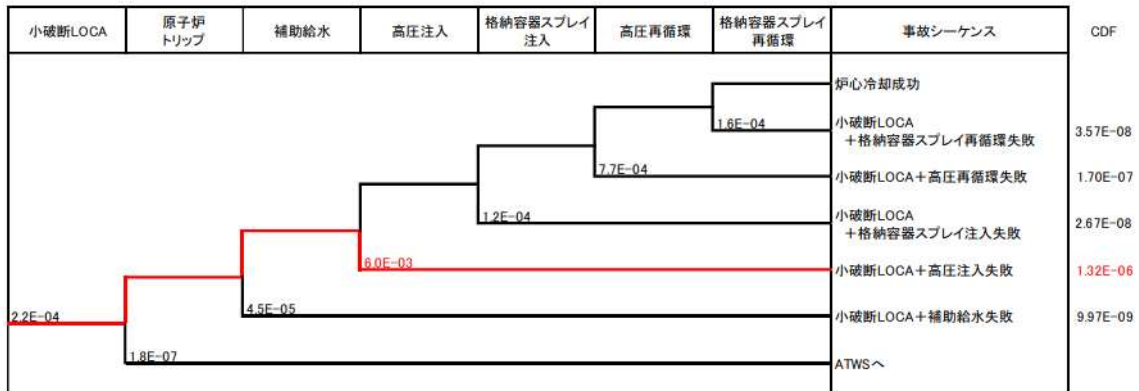 小破断LOCA
原子炉
トリップ
補助給水
高圧注入
格納容器スプレイ
注入
高圧再循環
格納容器スプレイ
再循環
事故シーケンス
CDF
炉心冷却成功
1.6E-04
小破断LOCA
＋格納容器スプレイ再循環失敗
3.57E-08
7.7E-04
小破断LOCA＋高圧再循環失敗
1.70E-07
1.2E-04
小破断LOCA
＋格納容器スプレイ注入失敗
2.67E-08
6.0E-03
小破断LOCA＋高圧注入失敗
1.32E-06
2.2E-04
4.5E-05
小破断LOCA＋補助給水失敗
9.97E-09
1.8E-07
ATWSへ